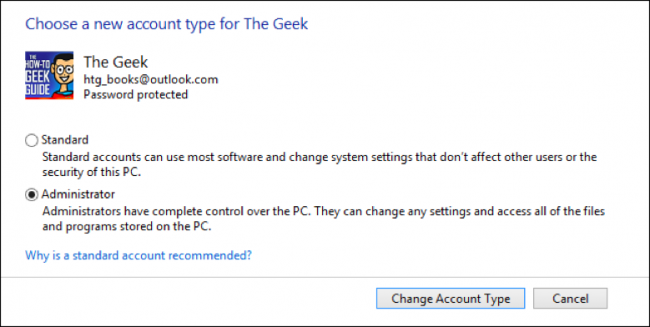 Choose a new account type for The Geek
THE
HOW-TO
GEEK
GUIDE
The Geek
htg_books@outlook.com
Password protected
Standard
Standard accounts can use most software and change system settings that don't affect other users or the
security of this PC.
Administrator
Administrators have complete control over the PC. They can change any settings and access all of the files
and programs stored on the PC.
Why is a standard account recommended?
Change Account Type
Cancel